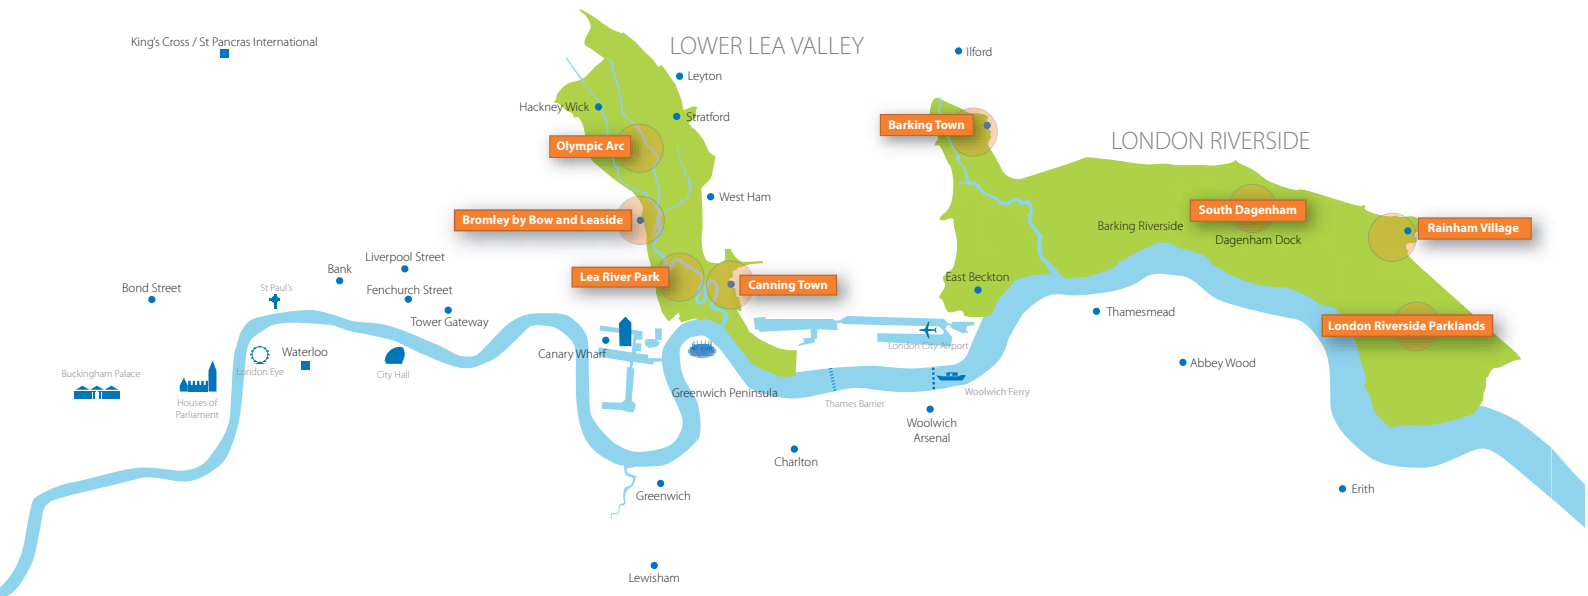 King's Cross / St Pancras International
LOWER LEA VALLEY
Ilford
Leyton
Hackney Wick
Stratford
Barking Town
LONDON RIVERSIDE
Olympic Arc
West Ham
South Dagenham
Bromley by Bow and Leaside
Barking Riverside
Rainham Village
Dagenham Dock
Liverpool Street
Bank
Lea River Park
East Beckton
Canning Town
Bond Street
St Paul's
Fenchurch Street
Tower Gateway
Thamesmead
London Riverside Parklands
London City Airport
Waterloo
Canary Wharf
Abbey Wood
Buckingham Palace
London Eye
City Hall
Greenwich Peninsula
Woolwich Ferry
Houses of
Parliament
Thames Barrier
Woolwich
Arsenal
Charlton
Erith
Greenwich
Lewisham